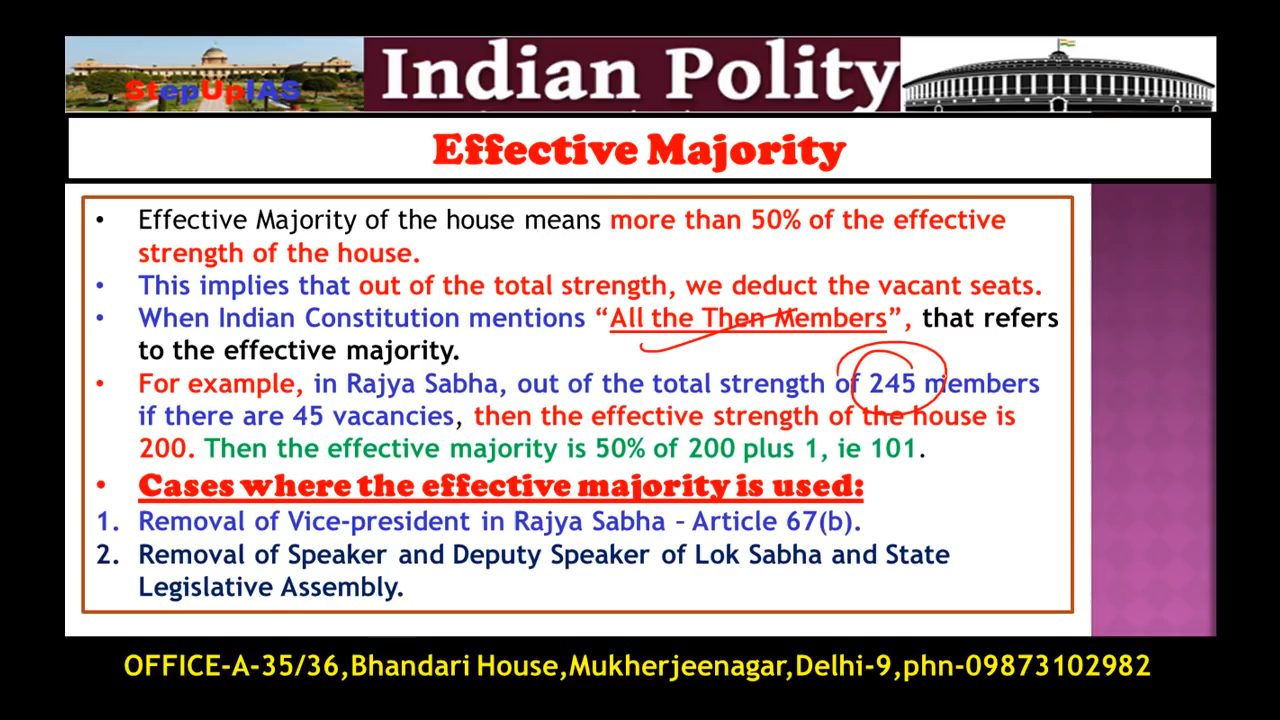 StepUpIAS
Indian Polity
Effective Majority
• Effective Majority of the house means more than 50% of the effective
strength of the house.
• This implies that out of the total strength, we deduct the vacant seats.
• When Indian Constitution mentions “All the Then Members”, that refers
to the effective majority.
• For example, in Rajya Sabha, out of the total strength of 245 members
if there are 45 vacancies, then the effective strength of the house is
200. Then the effective majority is 50% of 200 plus 1, ie 101.
• Cases where the effective majority is used:
1. Removal of Vice-president in Rajya Sabha – Article 67(b).
2. Removal of Speaker and Deputy Speaker of Lok Sabha and State
Legislative Assembly.
OFFICE-A-35/36,Bhandari House,Mukherjeenagar,Delhi-9,phn-09873102982